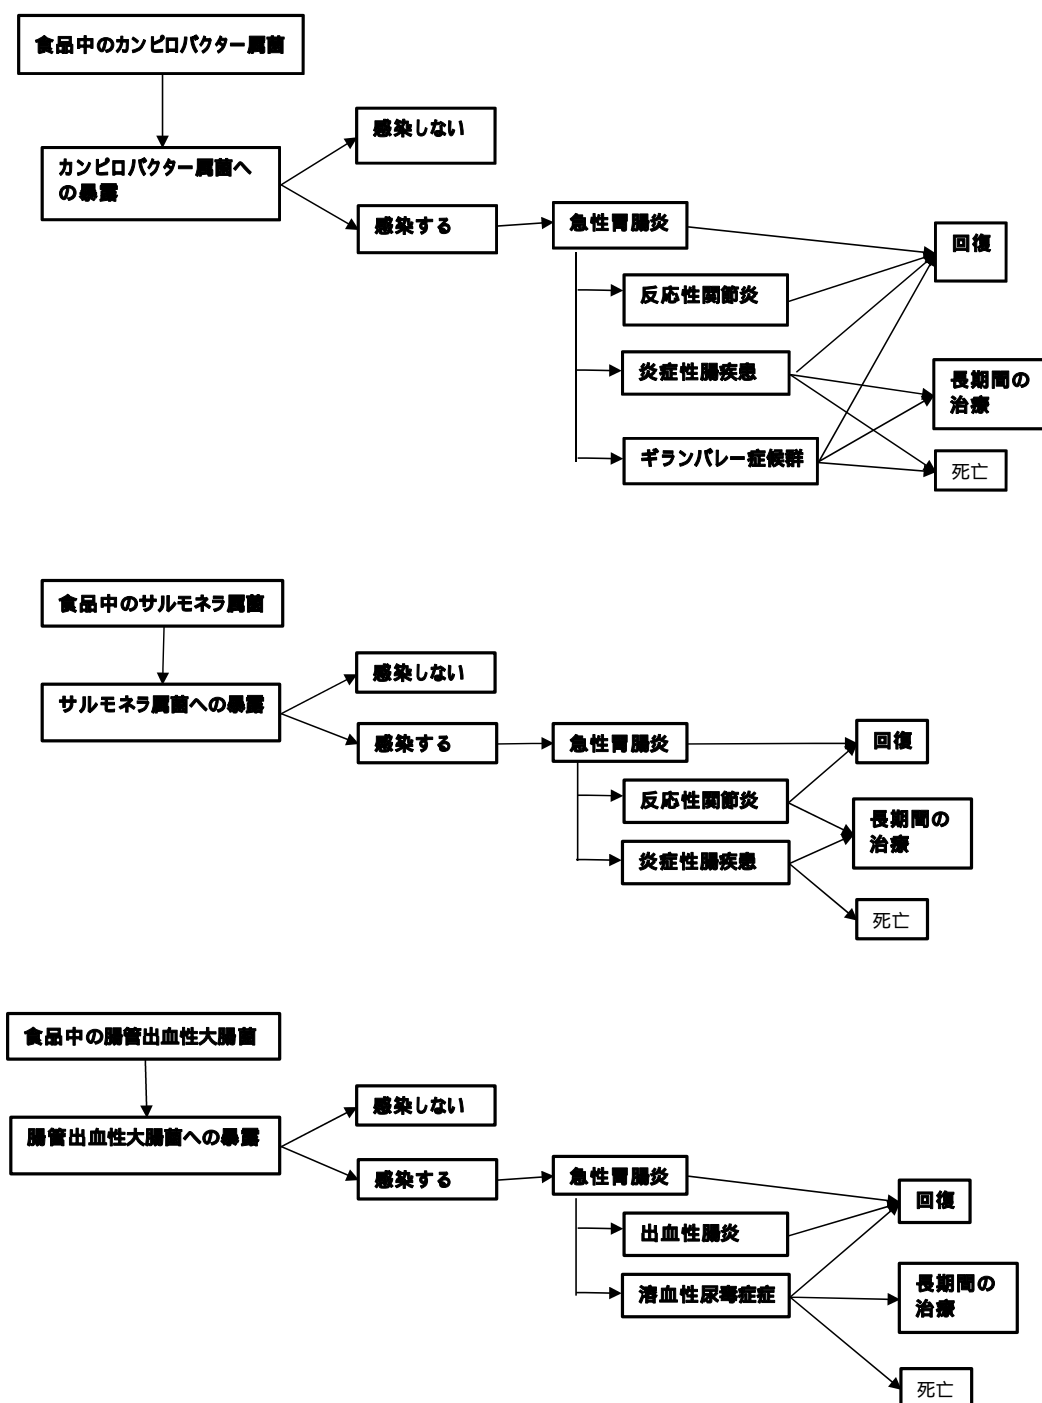 食品中のカンピロバクター属菌
カンピロバクター属菌へ
の暴露
感染しない
感染する
急性胃腸炎
反応性関節炎
炎症性腸疾患
ギランバレー症候群
回復
長期間の
治療
死亡
食品中のサルモネラ属菌
サルモネラ属菌への暴露
感染しない
感染する
急性胃腸炎
反応性関節炎
炎症性腸疾患
回復
長期間の
治療
死亡
食品中の腸管出血性大腸菌
腸管出血性大腸菌への暴露
感染しない
感染する
急性胃腸炎
出血性腸炎
溶血性尿毒症症
回復
長期間の
治療
死亡